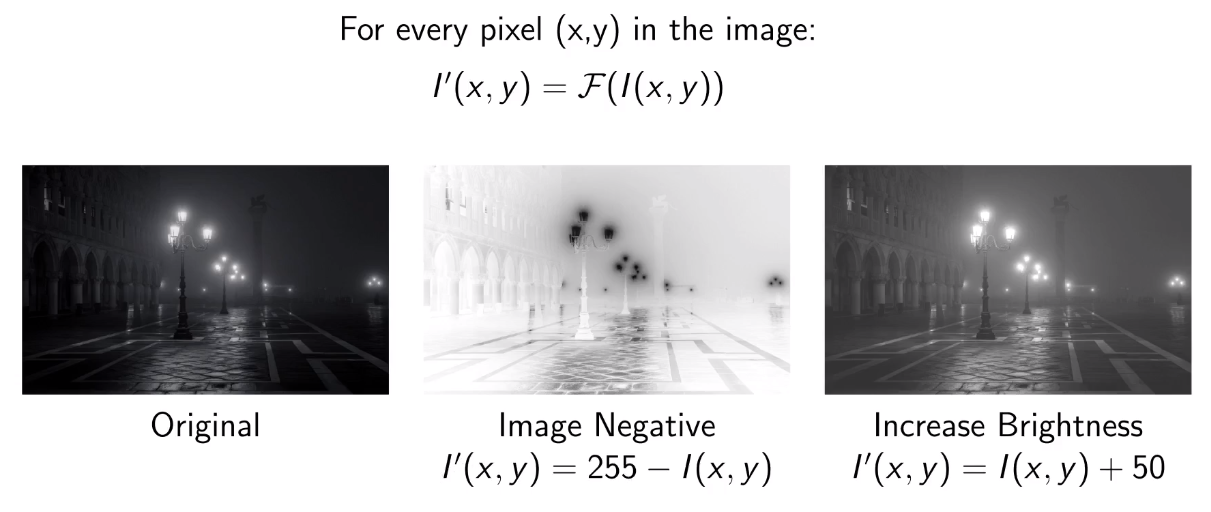 For every pixel (x,y) in the image:
I′(x, y) = F(I(x, y))
Original
Image Negative
I′(x, y) = 255 − I(x, y)
Increase Brightness
I′(x, y) = I(x, y) + 50